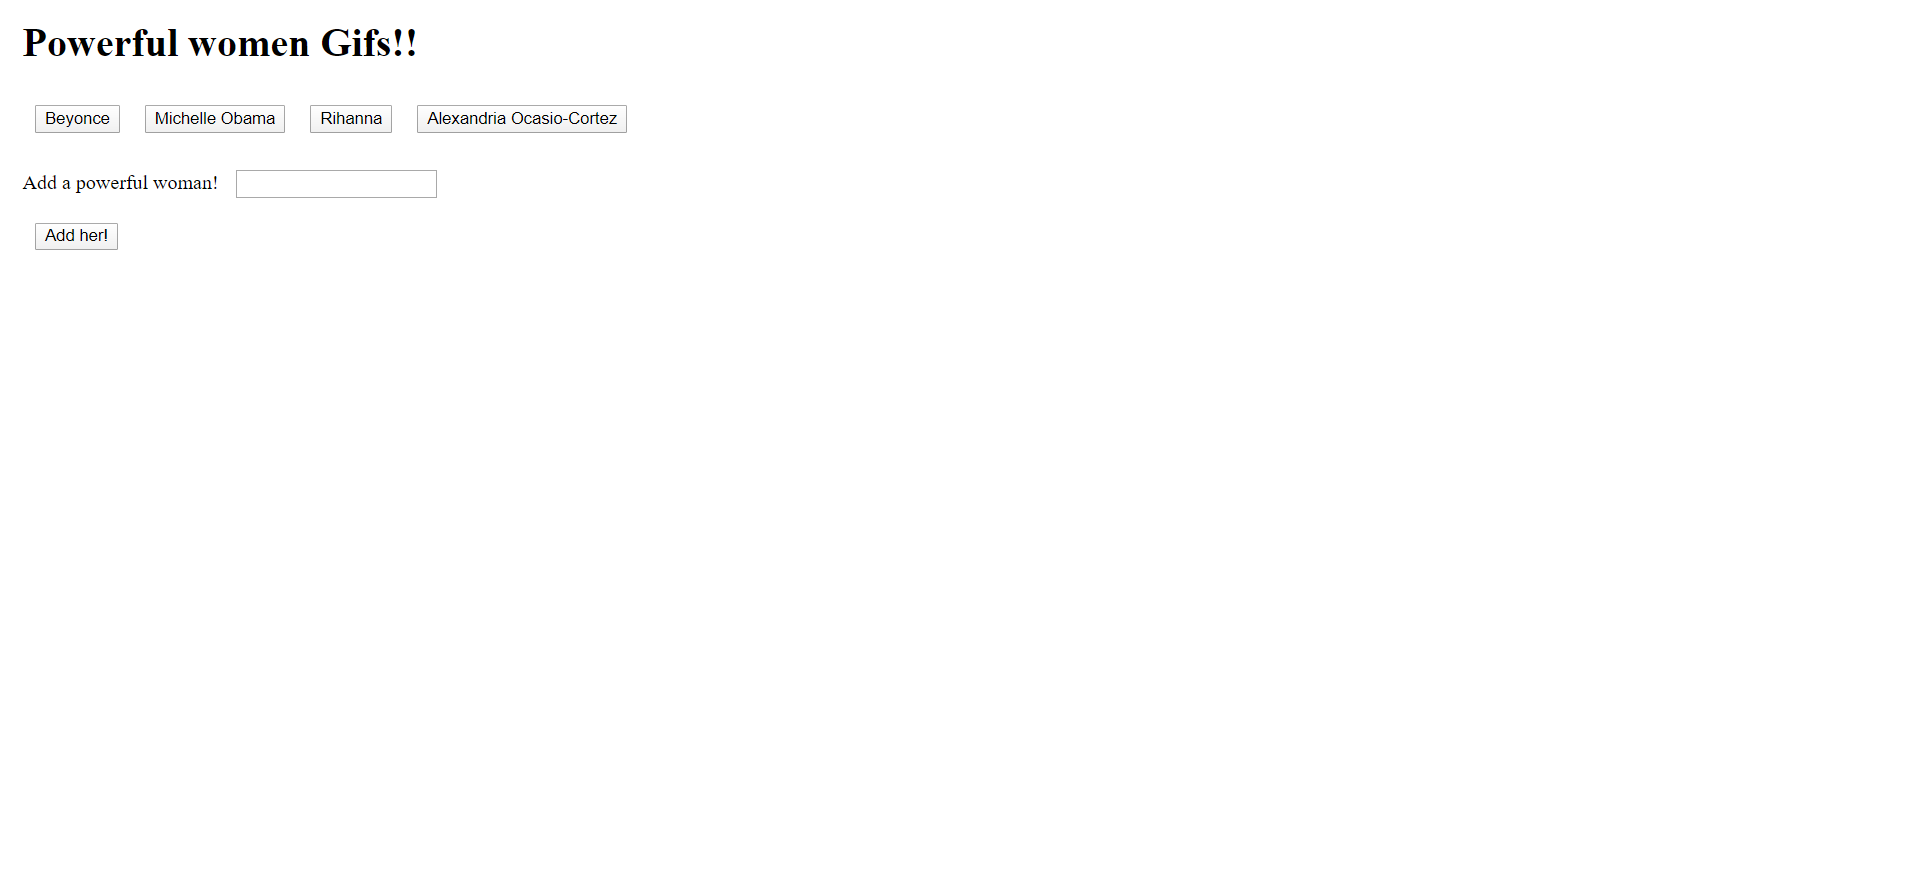 Powerful women Gifs!!
Beyonce Michelle Obama Rihanna Alexandria Ocasio-Cortez
Add a powerful woman!
Add her!